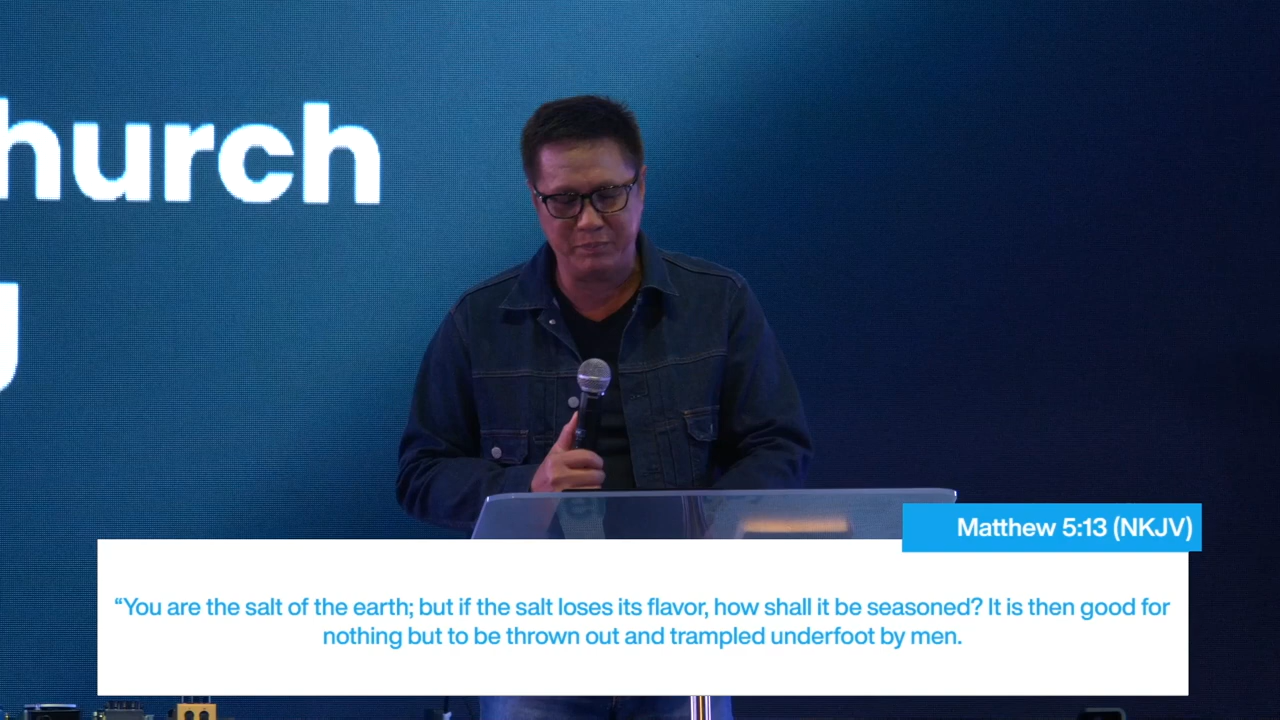 hurch
g
Matthew 5:13 (NKJV)
“You are the salt of the earth; but if the salt loses its flavor, how shall it be seasoned? It is then good for
nothing but to be thrown out and trampled underfoot by men.